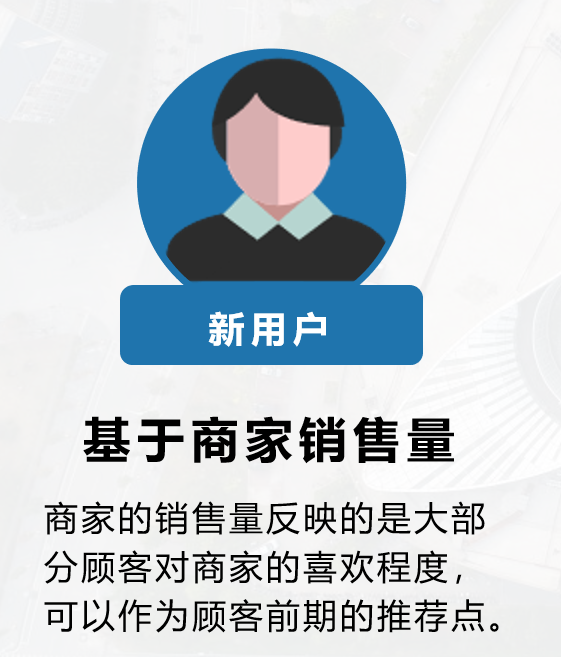 新用户
基于商家销售量
商家的销售量反映的是大部
分顾客对商家的喜欢程度，
可以作为顾客前期的推荐点。